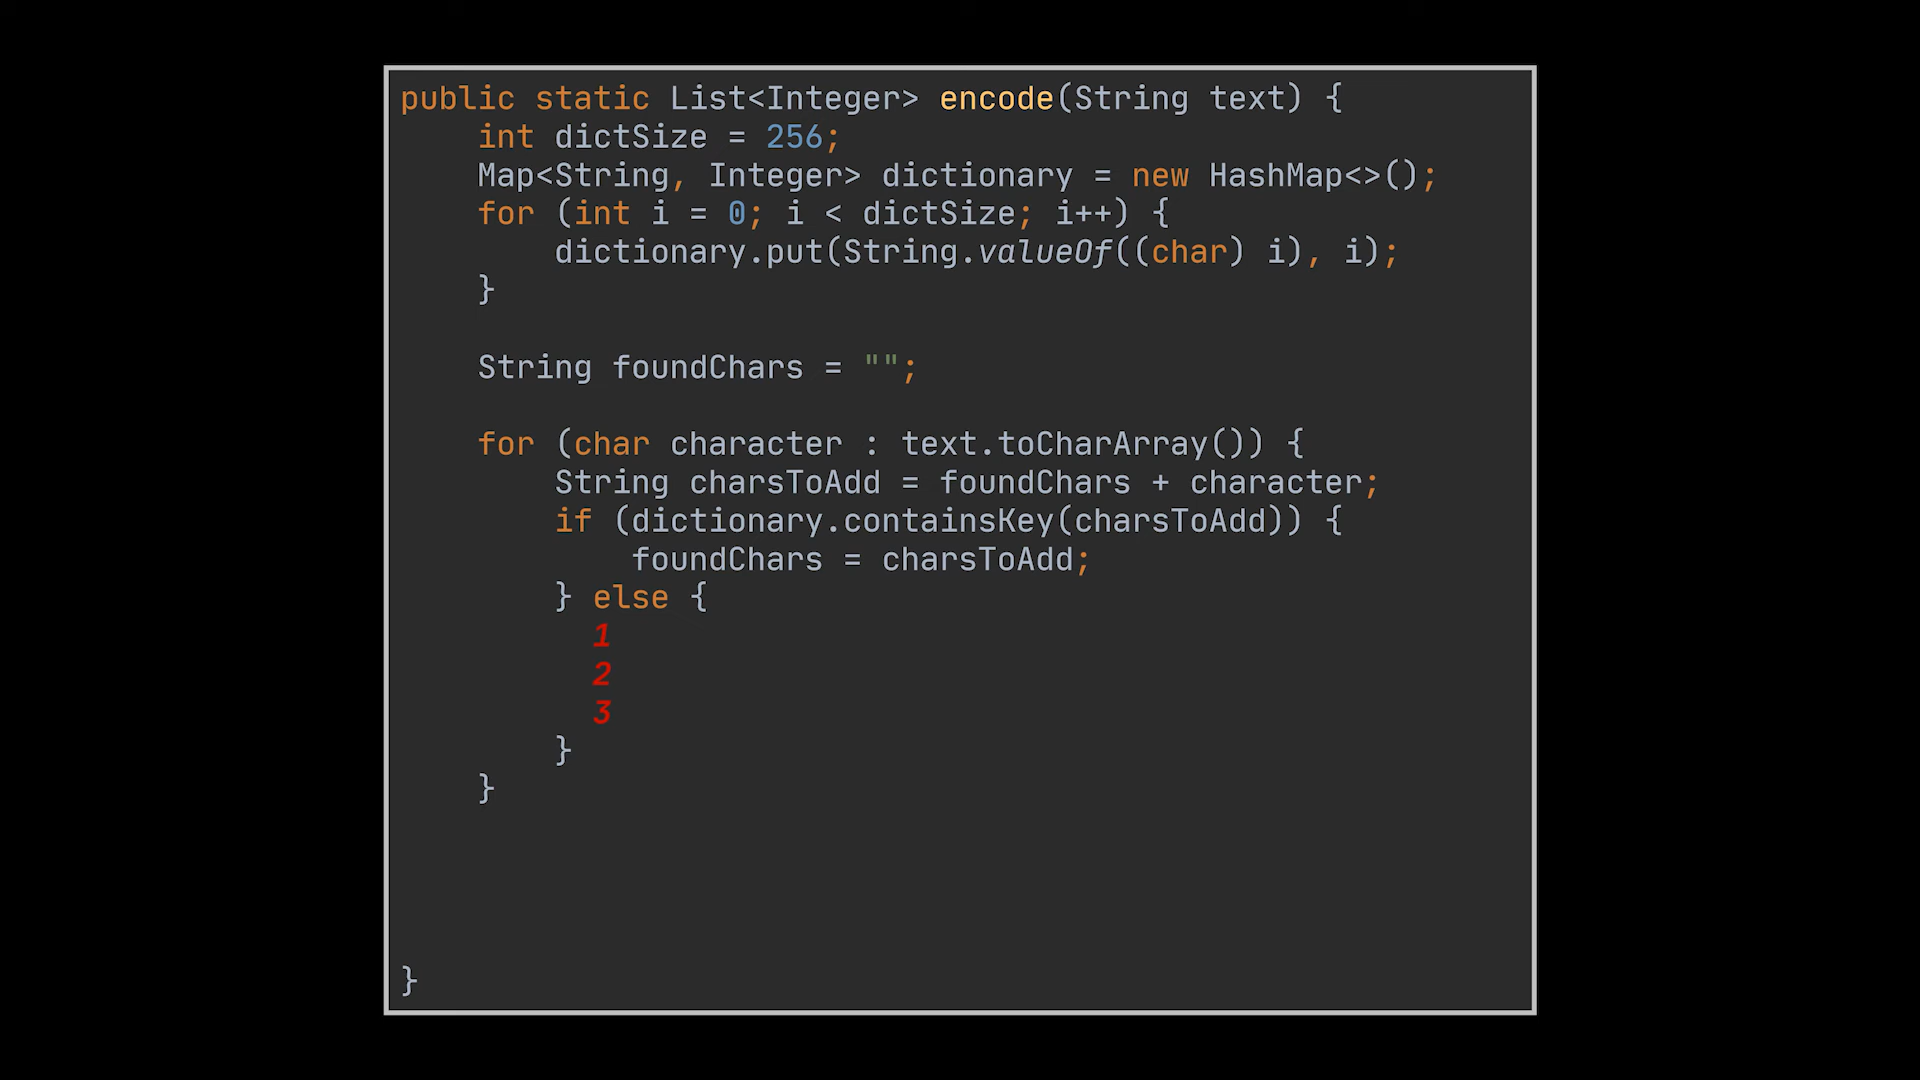 public static List<Integer> encode(String text) {
    int dictSize = 256;
    Map<String, Integer> dictionary = new HashMap<>();
    for (int i = 0; i < dictSize; i++) {
        dictionary.put(String.valueOf((char) i), i);
    }
    String foundChars = "";
    for (char character : text.toCharArray()) {
        String charsToAdd = foundChars + character;
        if (dictionary.containsKey(charsToAdd)) {
            foundChars = charsToAdd;
        } else {
          1
          2
          3
        }
    }
}